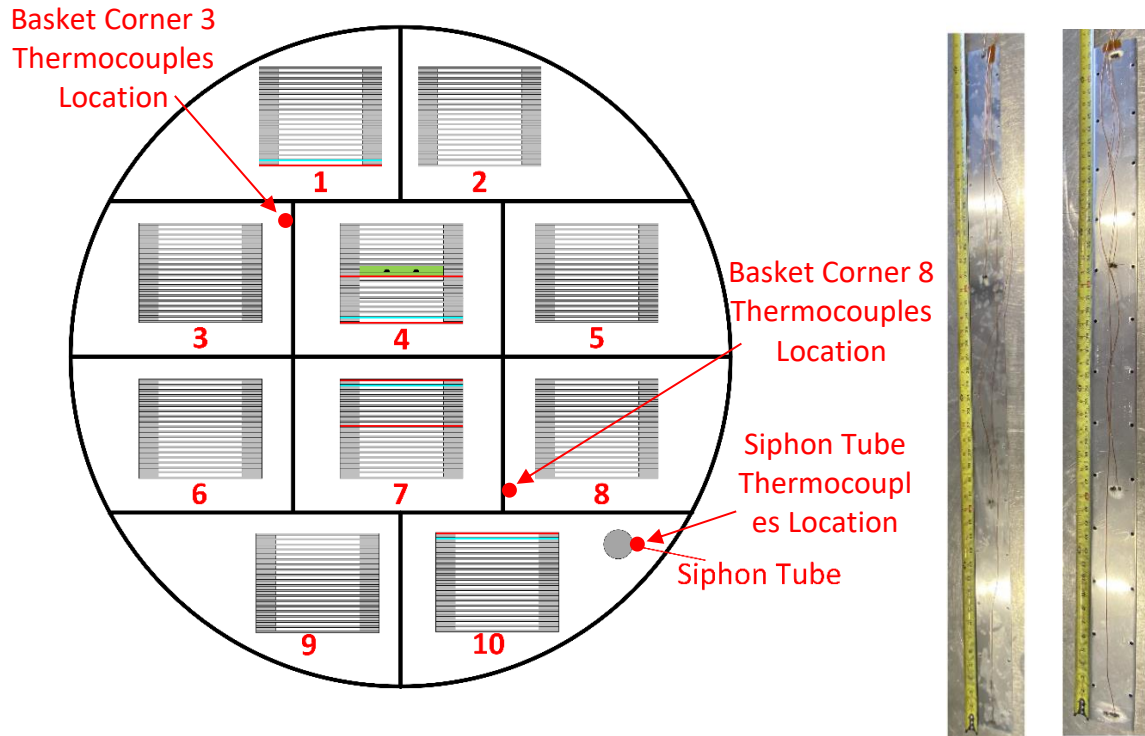 Basket Corner 3
Thermocouples
Location
1
2
3
4
5
Basket Corner 8
Thermocouples
Location
6
7
8
Siphon Tube
Thermocoupl
es Location
Siphon Tube
9
10